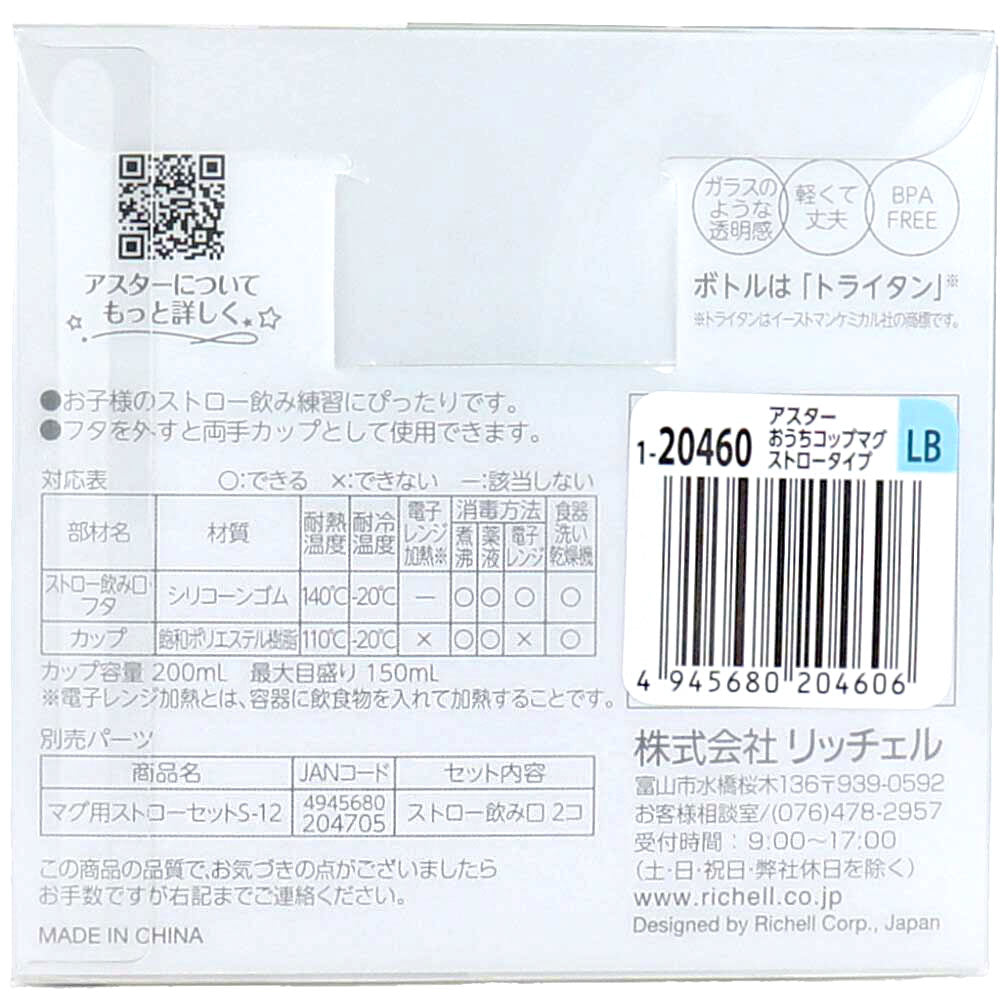 アスターについて
もっと詳しく
ガラスの
ような
透明感
軽くて
丈夫
BPA
FREE
ボトルは「トライタン」※
※トライタンはイーストマンケミカル社の商標です。
●お子様のストロー飲み練習にぴったりです。
●フタを外すと両手カップとして使用できます。
対応表 〇:できる ×:できない ー:該当しない
部材名 材質 耐熱温度 耐冷温度 電子レンジ加熱※ 消毒方法 煮沸 薬液 電子レンジ 食器洗い乾燥機
ストロー飲み口・フタ シリコーンゴム 140℃ -20℃ ー 〇 〇 〇 〇
カップ 飽和ポリエステル樹脂 110℃ -20℃ × 〇 〇 × 〇
カップ容量 200mL 最大目盛り 150mL
※電子レンジ加熱とは、容器に飲食物を入れて加熱することです。
別売パーツ
商品名 JANコード セット内容
マグ用ストローセットS-12 4945680 204705 ストロー飲み口 2コ
この商品の品質で、お気づきの点がございましたら
お手数ですが右記までご連絡ください。
MADE IN CHINA
1-20460
アスター
おうちコップマグ
ストロータイプ
LB
4 945680 204606
株式会社 リッチェル
富山市水橋桜木136〒939-0592
お客様相談室/(076)478-2957
受付時間：9:00～17:00
(土・日・祝日・弊社休日を除く)
www.richell.co.jp
Designed by Richell Corp., Japan